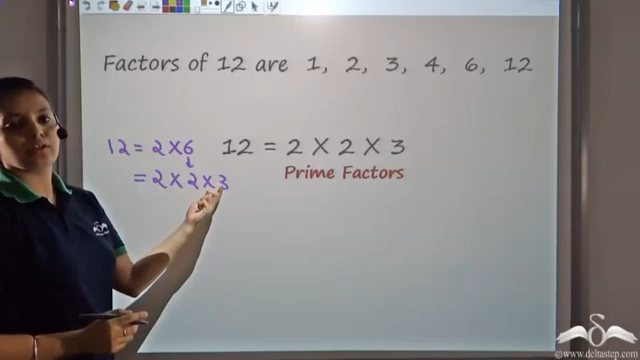 Factors of 12 are 1, 2, 3, 4, 6, 12
12 = 2 X 6
12 = 2 X 2 X 3
= 2 X 2 X 3
Prime Factors
©www.deltastep.com